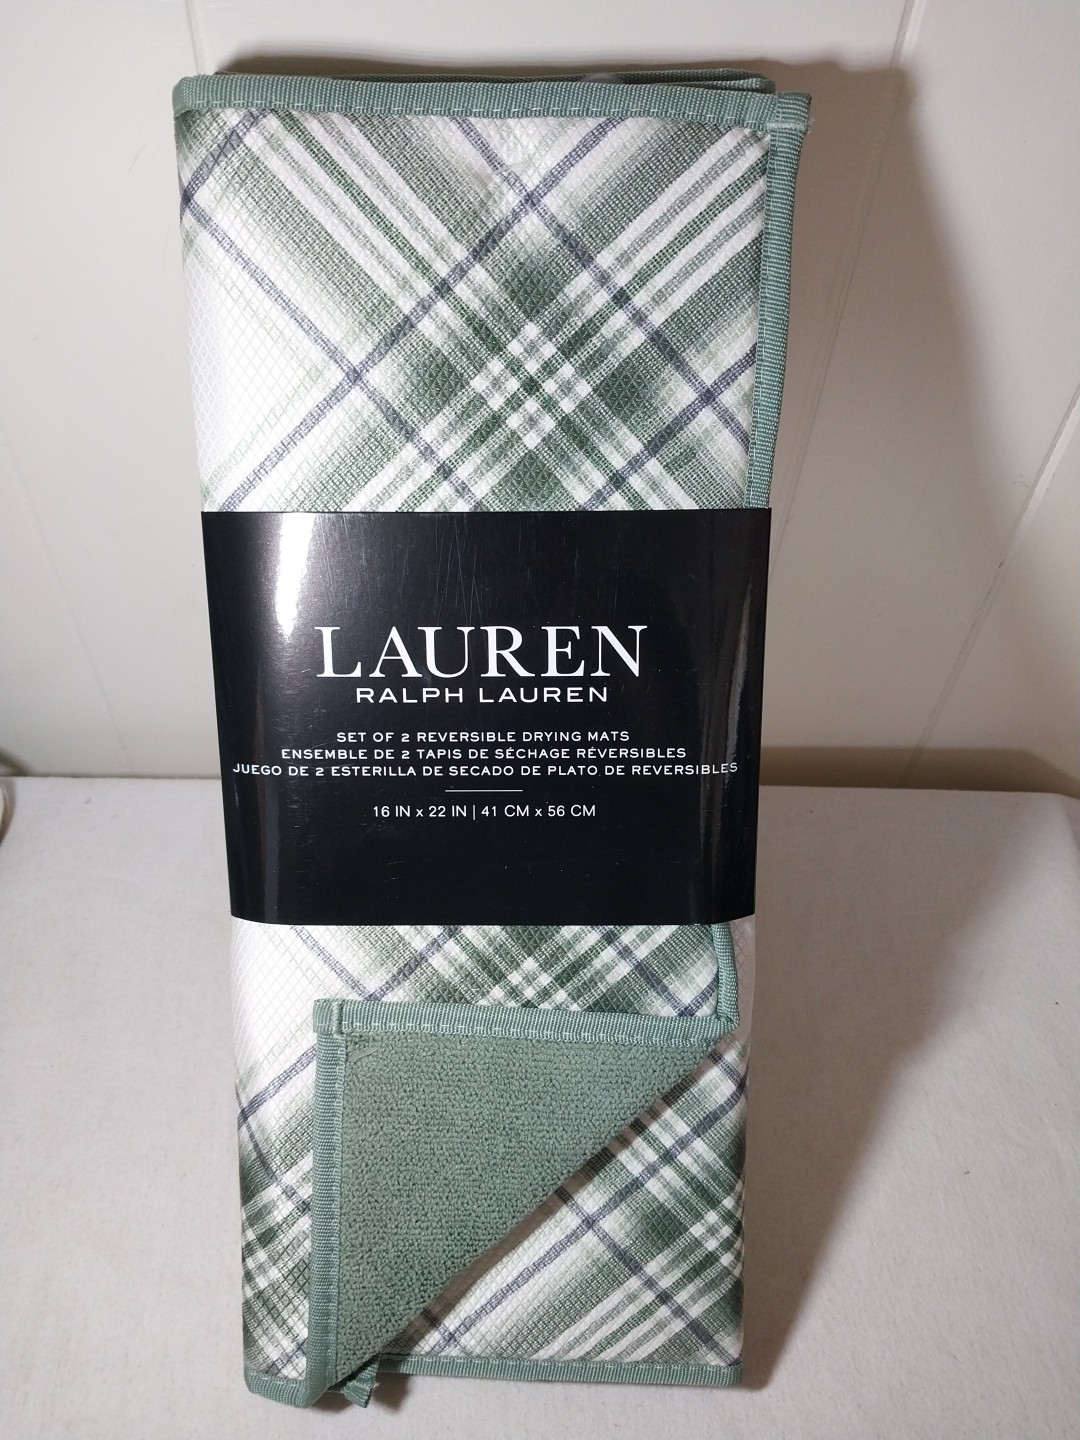 LAUREN
RALPH LAUREN
SET OF 2 REVERSIBLE DRYING MATS
ENSEMBLE DE 2 TAPIS DE SÉCHAGE RÉVERSIBLES
JUEGO DE 2 ESTERILLA DE SECADO DE PLATO DE REVERSIBLES
16 IN x 22 IN | 41 CM x 56 CM